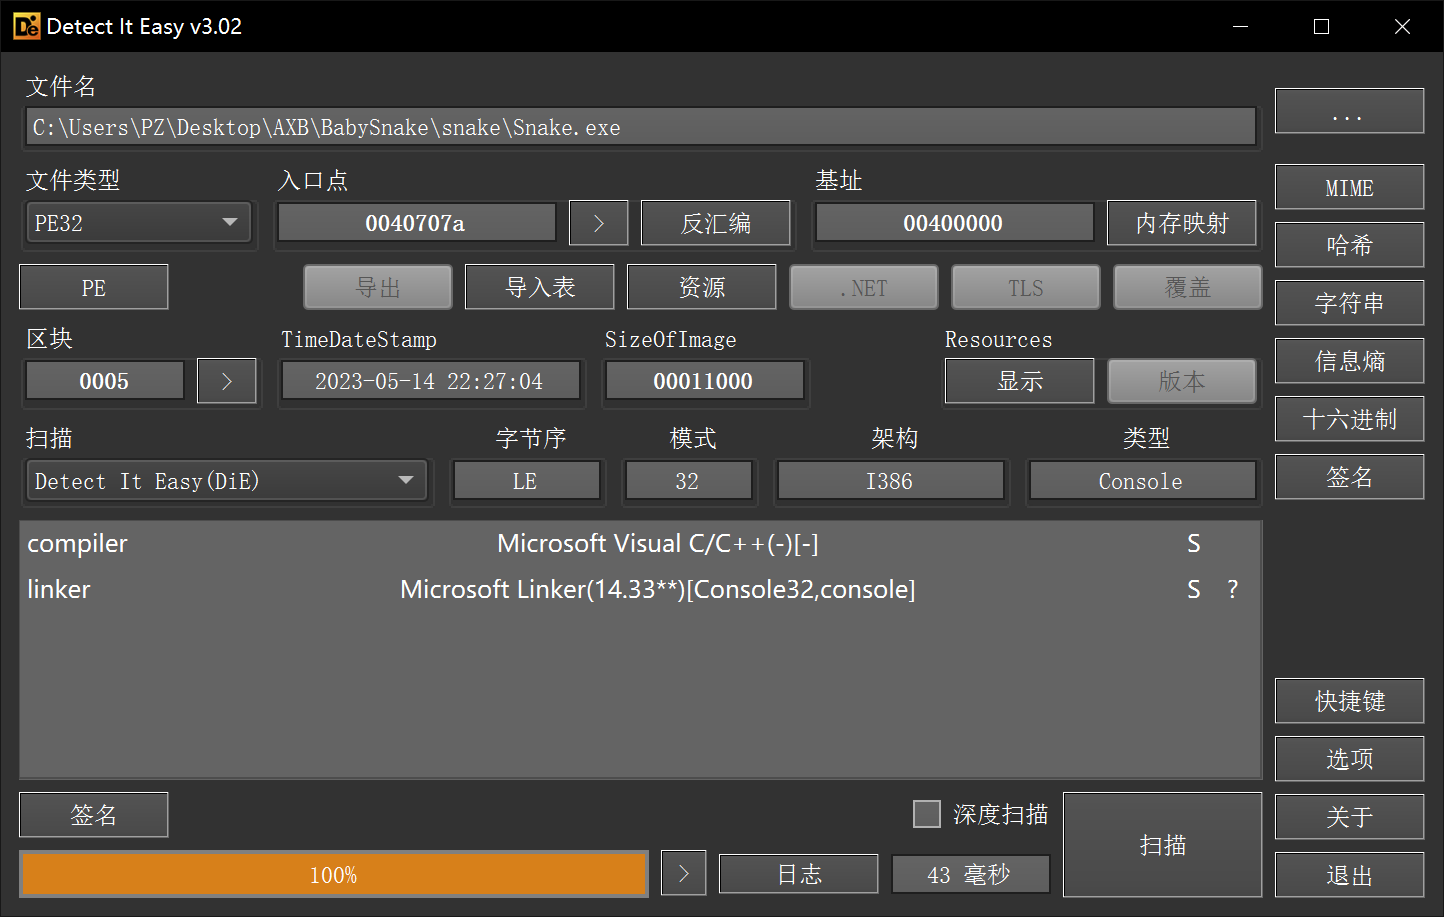 Detect It Easy v3.02
文件名
C:\Users\PZ\Desktop\AXB\BabySnake\snake\Snake.exe
...
文件类型 入口点 基址
PE32 0040707a > 反汇编 00400000 内存映射
MIME
哈希
PE 导出 导入表 资源 .NET TLS 覆盖
字符串
区块 TimeDateStamp SizeOfImage Resources
0005 > 2023-05-14 22:27:04 00011000 显示 版本
信息熵
十六进制
扫描 字节序 模式 架构 类型
Detect It Easy(DiE) LE 32 I386 Console
签名
compiler Microsoft Visual C/C++(-)[-] S
linker Microsoft Linker(14.33**)[Console32,console] S ?
快捷键
选项
签名 深度扫描 扫描
关于
100% > 日志 43 毫秒
退出